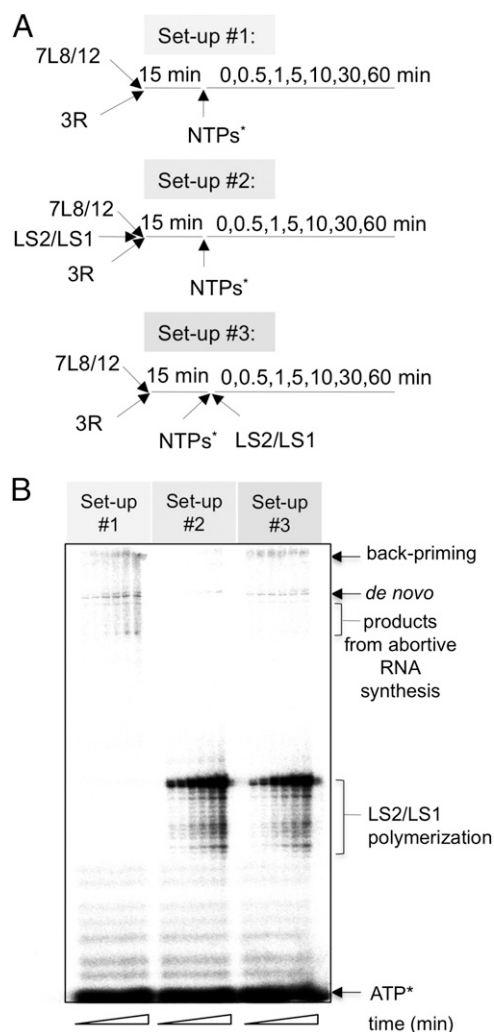 A
Set-up #1:
7L8/12
15 min 0,0.5,1,5,10,30,60 min
3R
NTPs*
Set-up #2:
7L8/12
15 min 0,0.5,1,5,10,30,60 min
LS2/LS1
3R
NTPs*
Set-up #3:
7L8/12
15 min 0,0.5,1,5,10,30,60 min
3R
NTPs* LS2/LS1
B
Set-up Set-up Set-up
#1 #2 #3
back-priming
de novo
products
from abortive
RNA
synthesis
LS2/LS1
polymerization
ATP*
time (min)